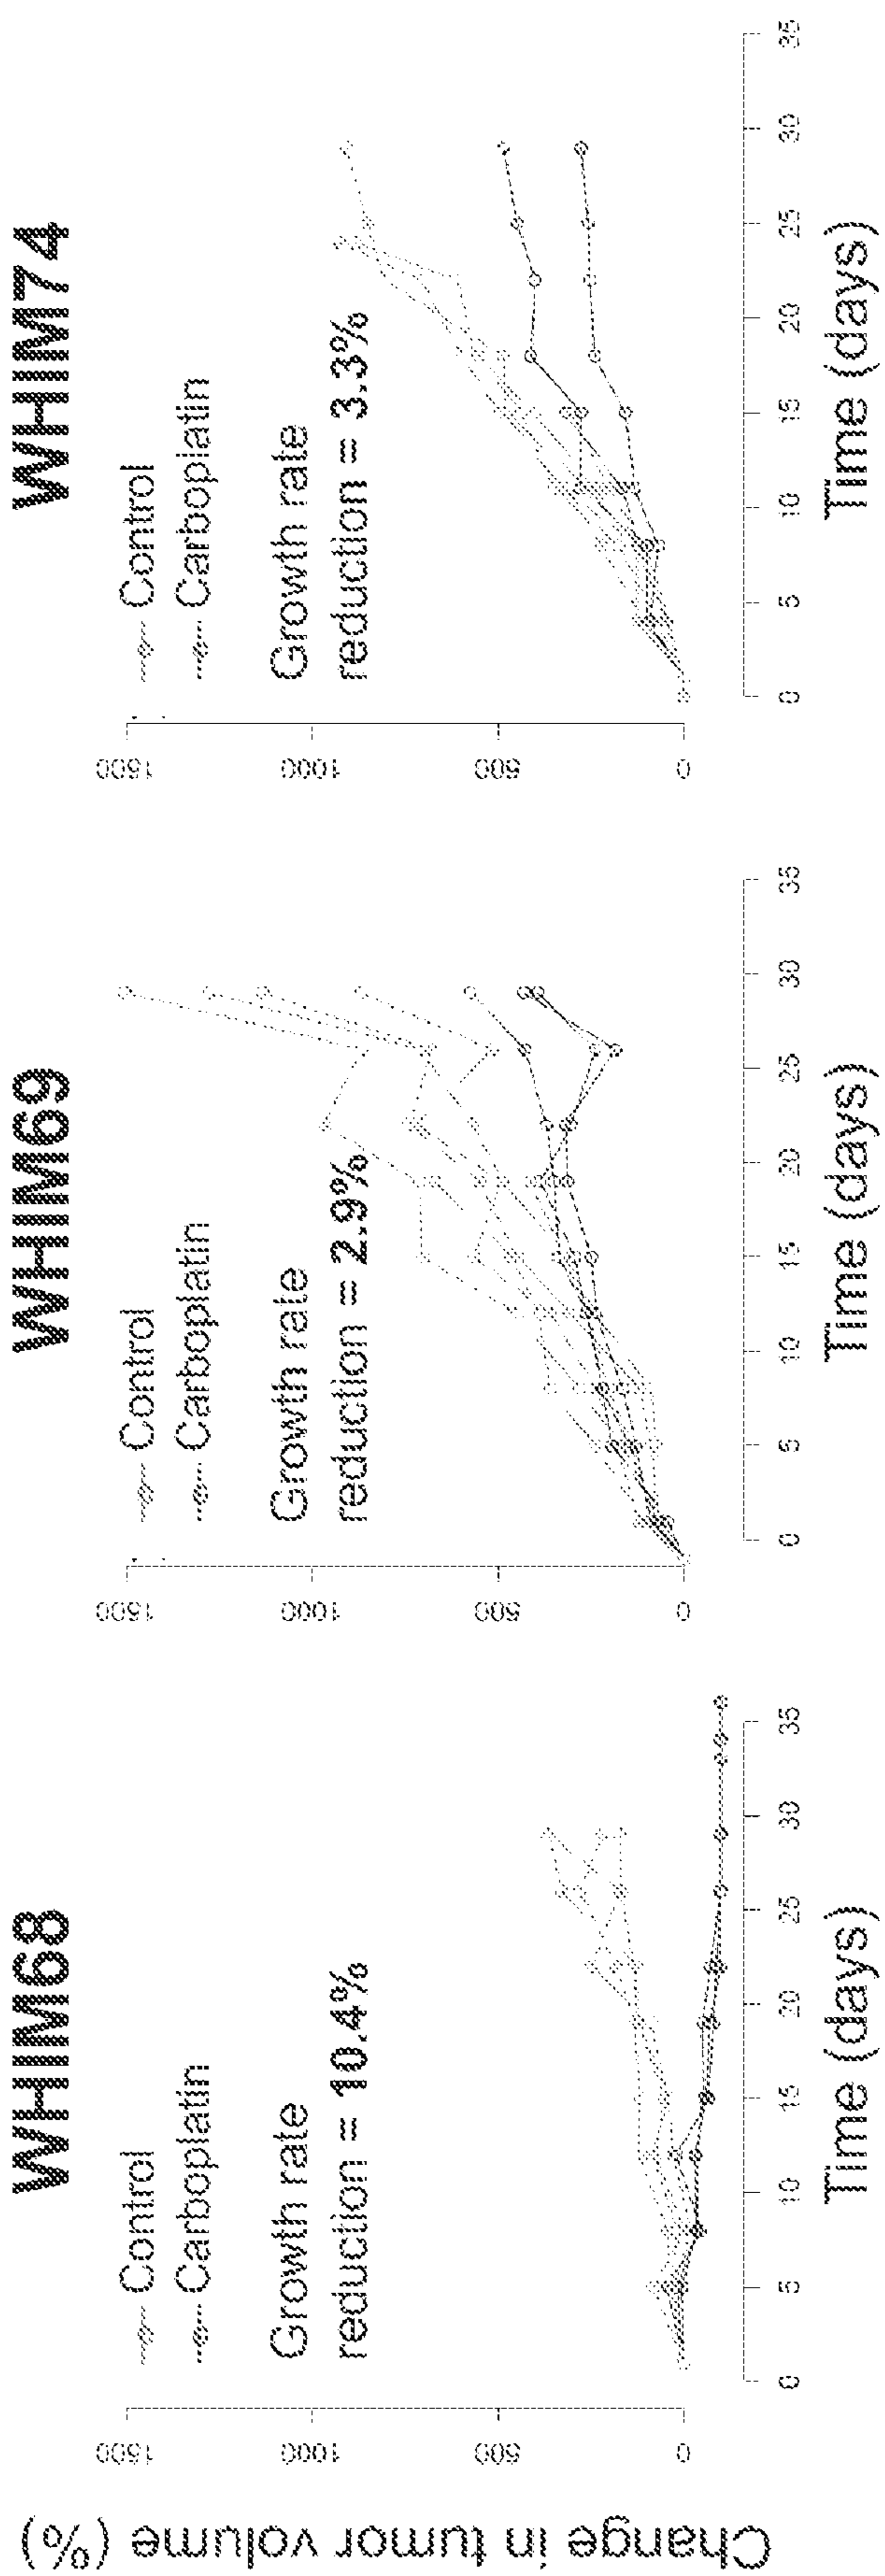 Change in tumor volume (%)
WHIM68
Control
Carboplatin
Growth rate
reduction = 10.4%
1500
1000
500
0
0 5 10 15 20 25 30 35
Time (days)
WHIM69
Control
Carboplatin
Growth rate
reduction = 2.9%
1500
1000
500
0
0 5 10 15 20 25 30 35
Time (days)
WHIM74
Control
Carboplatin
Growth rate
reduction = 3.3%
1500
1000
500
0
0 5 10 15 20 25 30 35
Time (days)